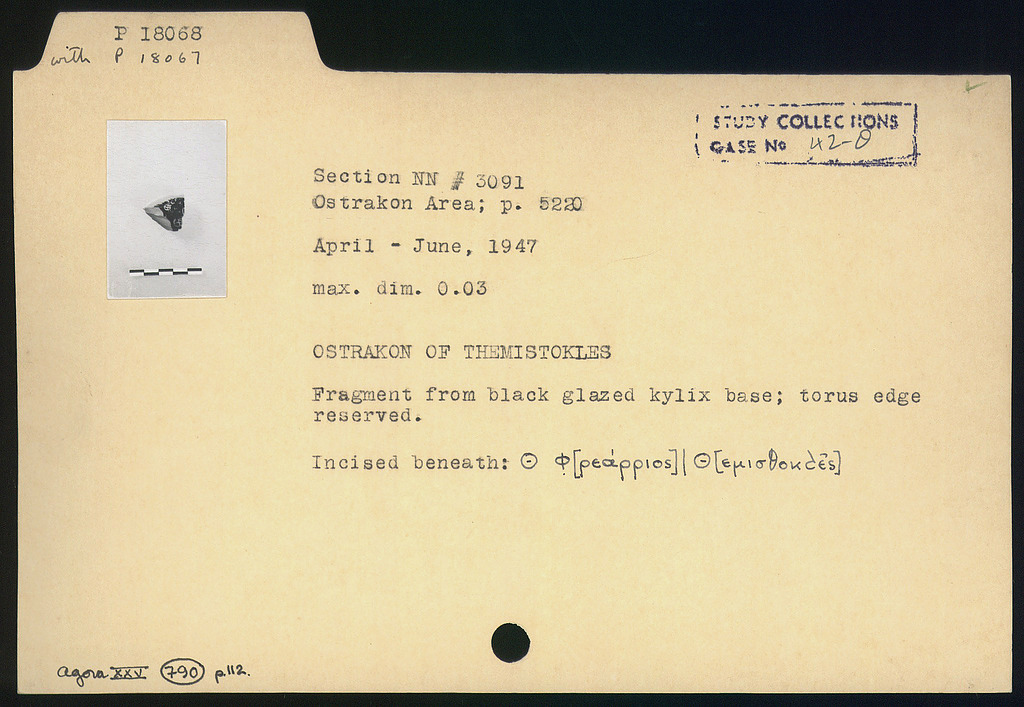 P 18068
with P 18067
STUDY COLLECTIONS
CASE No 42-θ
Section NN # 3091
Ostrakon Area; p. 5220
April - June, 1947
max. dim. 0.03
OSTRAKON OF THEMISTOKLES
Fragment from black glazed kylix base; torus edge
reserved.
Incised beneath: Θ Φ[ρεάρριος]| Θ[εμισθοκλε͂ς]
Agora XXV 790 p.112.